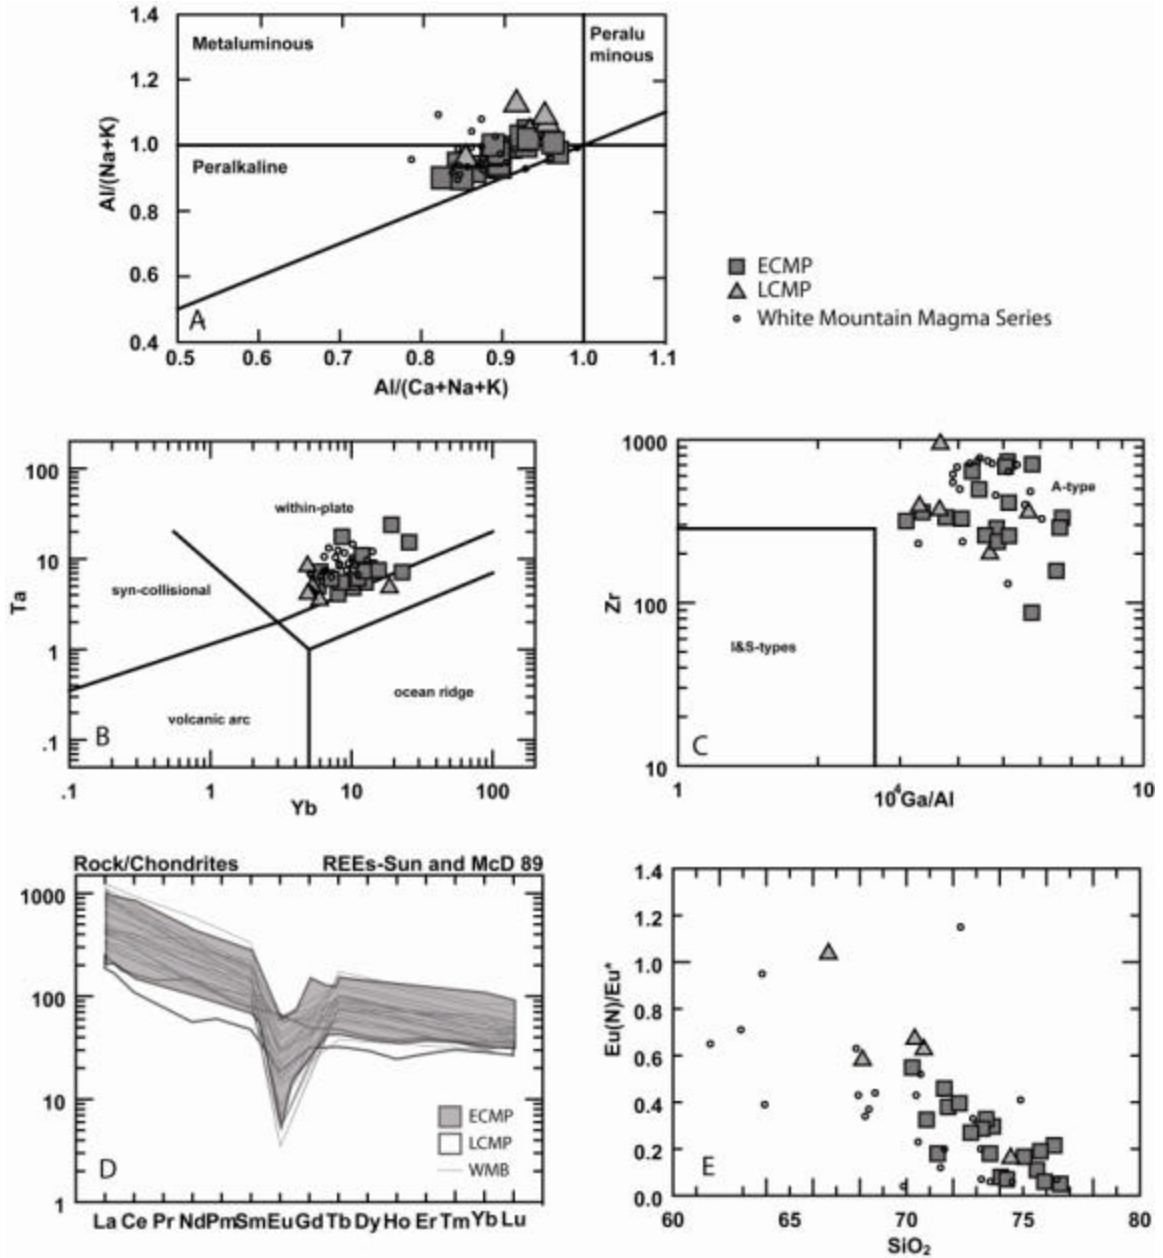 1.4
1.2
1.0
0.8
0.6
0.4
Al/(Na+K)
Metaluminous
Peralu
minous
Peralkaline
A
0.5 0.6 0.7 0.8 0.9 1.0 1.1
Al/(Ca+Na+K)
ECMP
LCMP
White Mountain Magma Series
100
10
1
.1
Ta
within-plate
syn-collisional
ocean ridge
volcanic arc
B
.1 1 10 100
Yb
1000
100
10
Zr
A-type
I&S-types
C
1 10
10⁴Ga/Al
Rock/Chondrites REEs-Sun and McD 89
1000
100
10
1
ECMP
LCMP
WMB
D
La Ce Pr Nd Pm Sm Eu Gd Tb Dy Ho Er Tm Yb Lu
1.4
1.2
1.0
0.8
0.6
0.4
0.2
0.0
Eu(N)/Eu*
E
60 65 70 75 80
SiO₂